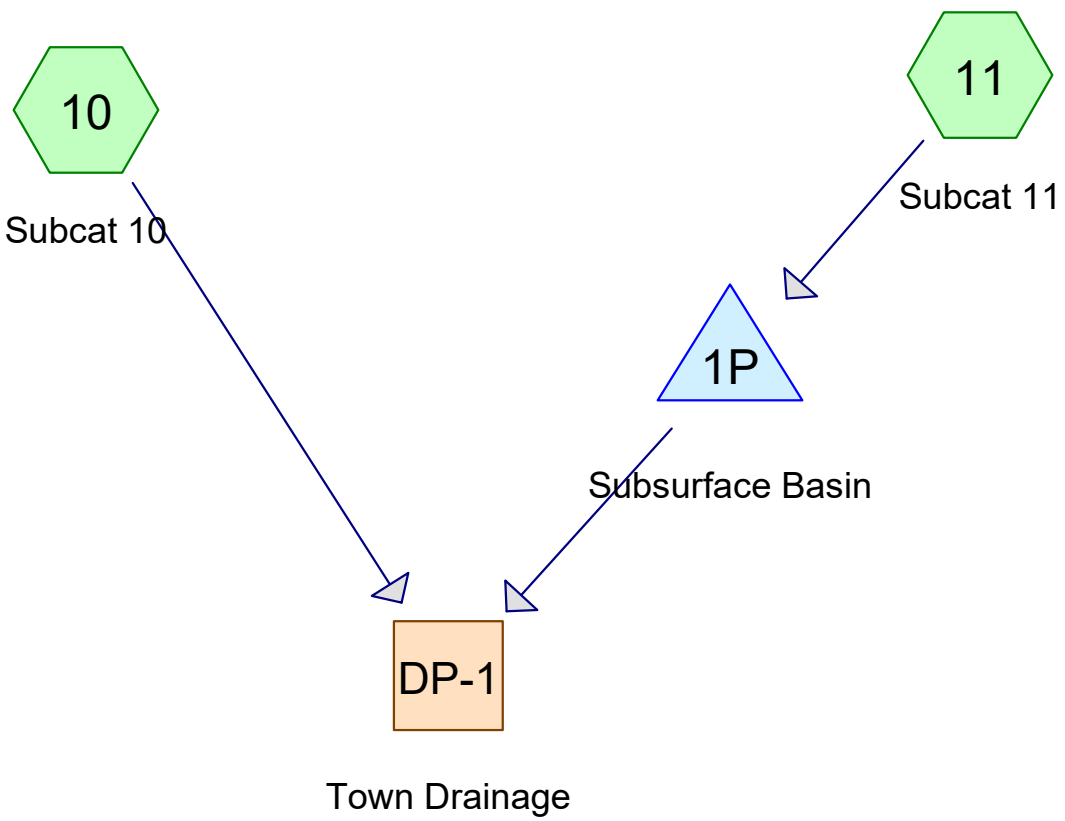 10
Subcat 10
11
Subcat 11
1P
Subsurface Basin
DP-1
Town Drainage